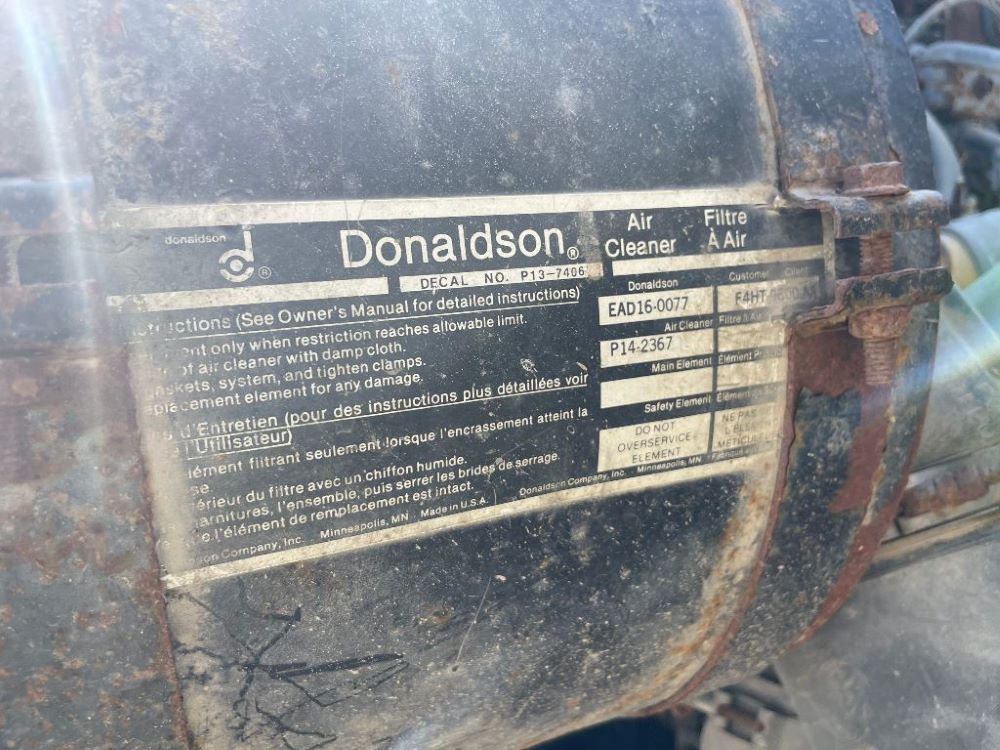 donaldson
Donaldson®
DECAL NO. P13-7406
Air Cleaner
Filtre À Air
Donaldson Customer Client
EAD16-0077 F4HT
Air Cleaner Filtre à Air
P14-2367
Main Element Élément
Safety Element Élément
DO NOT OVERSERVICE ELEMENT
NE PAS
Donaldson Company, Inc. Minneapolis, MN
(See Owner's Manual for detailed instructions)
only when restriction reaches allowable limit.
of air cleaner with damp cloth.
system, and tighten clamps.
element for any damage.
d'Entretien (pour des instructions plus détaillées voir
Utilisateur)
filtrant seulement lorsque l'encrassement atteint la
du filtre avec un chiffon humide.
l'ensemble, puis serrer les brides de serrage.
l'élément de remplacement est intact.
Company, Inc. Minneapolis, MN Made in U.S.A.